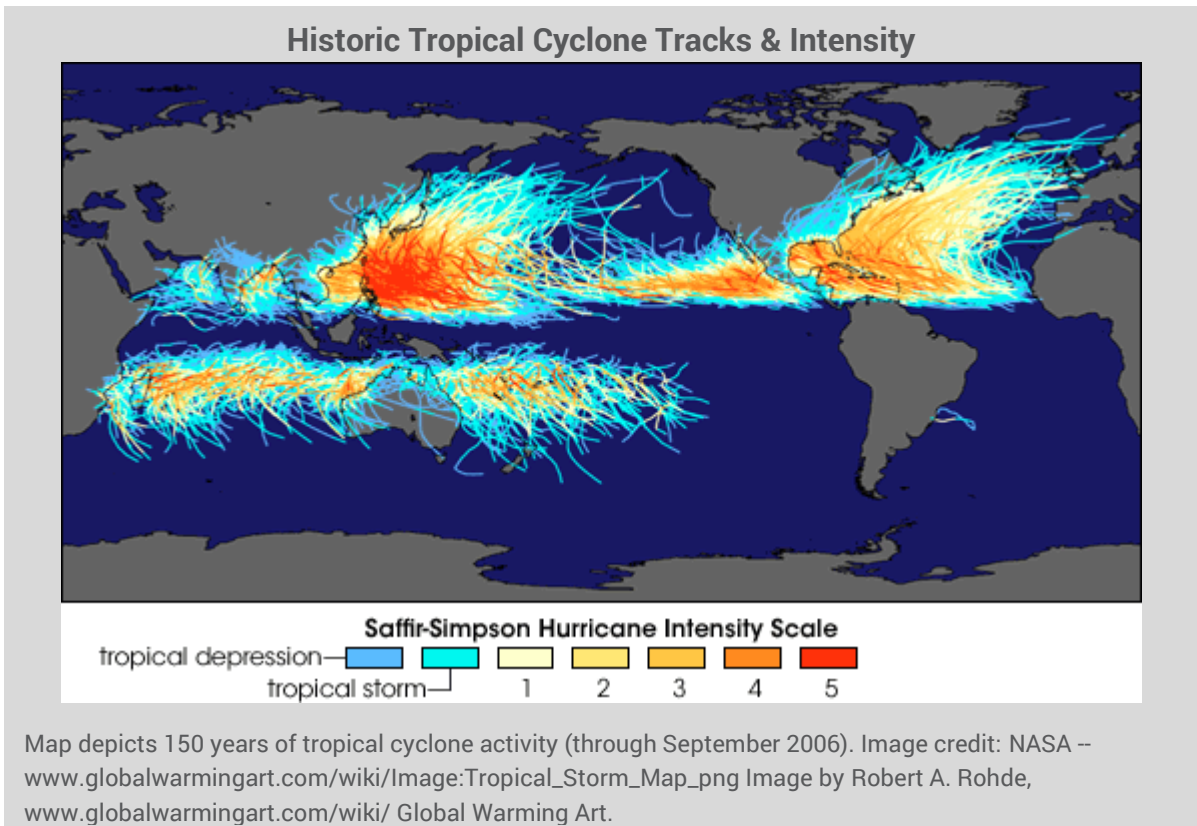 Historic Tropical Cyclone Tracks & Intensity
Saffir-Simpson Hurricane Intensity Scale
tropical depression
tropical storm
1 2 3 4 5
Map depicts 150 years of tropical cyclone activity (through September 2006). Image credit: NASA --
www.globalwarmingart.com/wiki/Image:Tropical_Storm_Map_png Image by Robert A. Rohde,
www.globalwarmingart.com/wiki/ Global Warming Art.